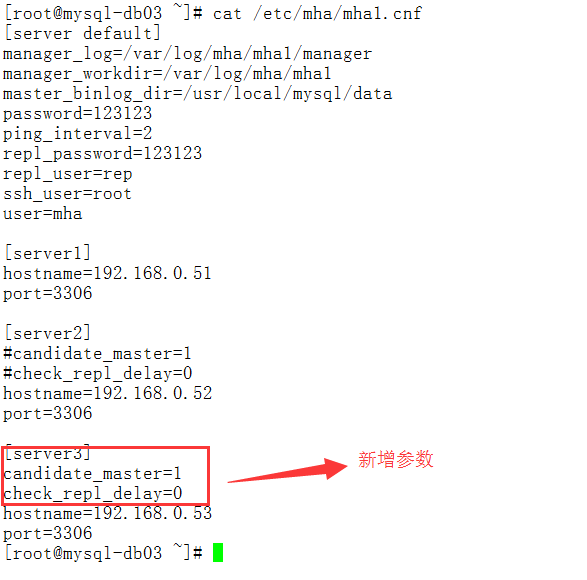 [root@mysql-db03 ~]# cat /etc/mha/mha1.cnf
[server default]
manager_log=/var/log/mha/mha1/manager
manager_workdir=/var/log/mha/mha1
master_binlog_dir=/usr/local/mysql/data
password=123123
ping_interval=2
repl_password=123123
repl_user=rep
ssh_user=root
user=mha
[server1]
hostname=192.168.0.51
port=3306
[server2]
#candidate_master=1
#check_repl_delay=0
hostname=192.168.0.52
port=3306
[server3]
candidate_master=1
check_repl_delay=0
新增参数
hostname=192.168.0.53
port=3306
[root@mysql-db03 ~]#